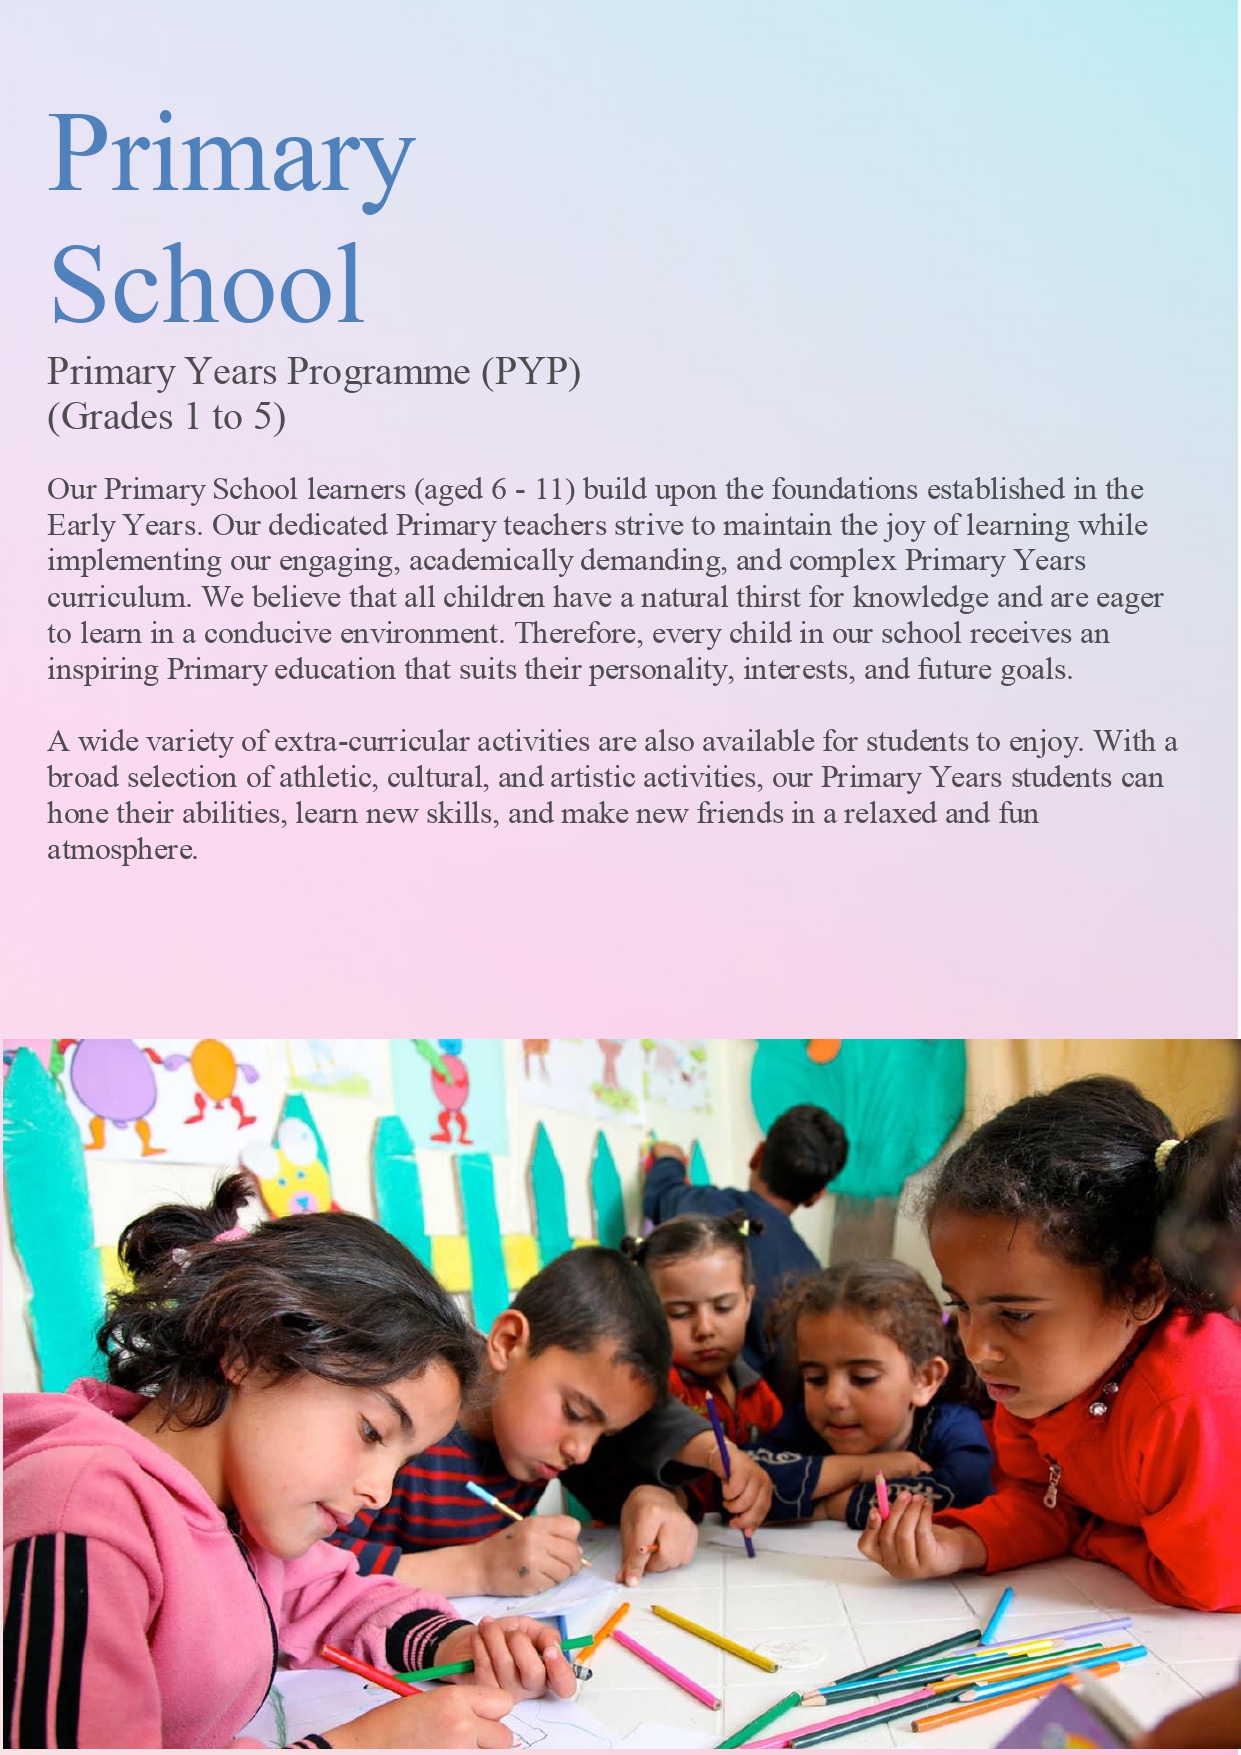 Primary
School
Primary Years Programme (PYP)
(Grades 1 to 5)
Our Primary School learners (aged 6 - 11) build upon the foundations established in the
Early Years. Our dedicated Primary teachers strive to maintain the joy of learning while
implementing our engaging, academically demanding, and complex Primary Years
curriculum. We believe that all children have a natural thirst for knowledge and are eager
to learn in a conducive environment. Therefore, every child in our school receives an
inspiring Primary education that suits their personality, interests, and future goals.
A wide variety of extra-curricular activities are also available for students to enjoy. With a
broad selection of athletic, cultural, and artistic activities, our Primary Years students can
hone their abilities, learn new skills, and make new friends in a relaxed and fun
atmosphere.